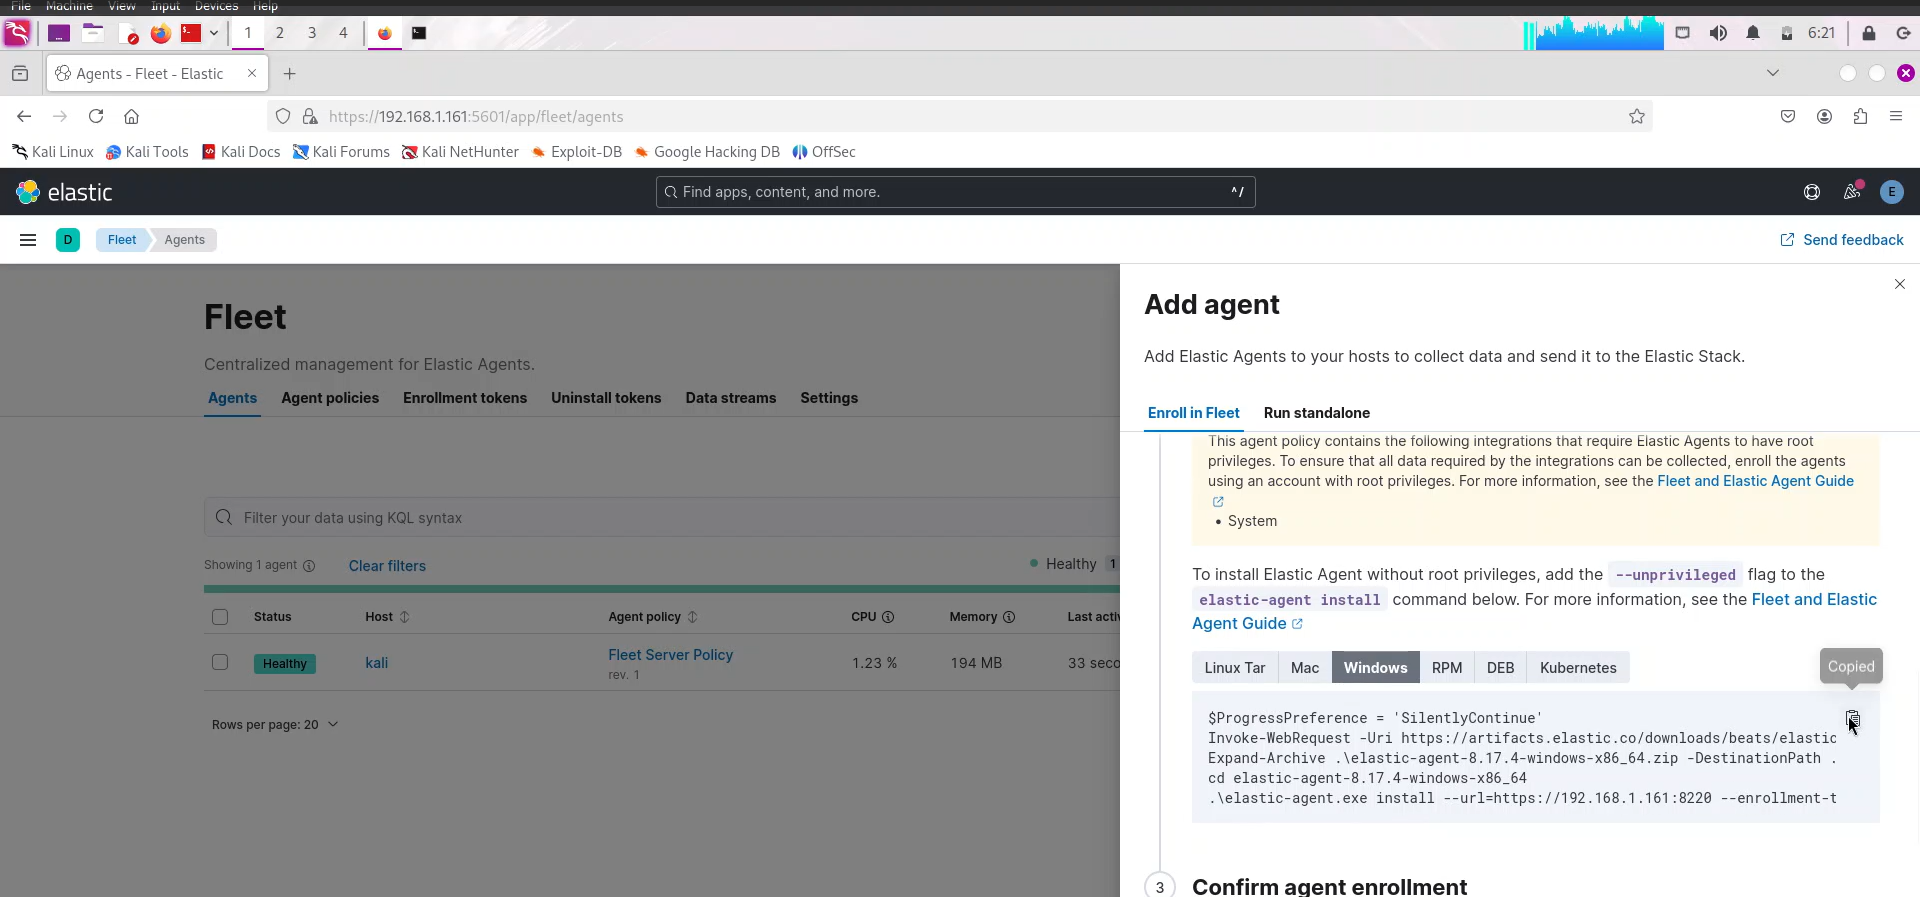 File Machine View Input Devices Help
1 2 3 4 6:21
Agents - Fleet - Elastic
https://192.168.1.161:5601/app/fleet/agents
Kali Linux Kali Tools Kali Docs Kali Forums Kali NetHunter Exploit-DB Google Hacking DB OffSec
elastic Find apps, content, and more. ^/ E
D Fleet Agents Send feedback
Fleet
Centralized management for Elastic Agents.
Agents Agent policies Enrollment tokens Uninstall tokens Data streams Settings
Filter your data using KQL syntax
Showing 1 agent Clear filters Healthy 1
Status Host Agent policy CPU Memory Last activ
Healthy kali Fleet Server Policy rev. 1 1.23 % 194 MB 33 seco
Rows per page: 20
Add agent
Add Elastic Agents to your hosts to collect data and send it to the Elastic Stack.
Enroll in Fleet Run standalone
This agent policy contains the following integrations that require Elastic Agents to have root
privileges. To ensure that all data required by the integrations can be collected, enroll the agents
using an account with root privileges. For more information, see the Fleet and Elastic Agent Guide
• System
To install Elastic Agent without root privileges, add the --unprivileged flag to the
elastic-agent install command below. For more information, see the Fleet and Elastic
Agent Guide
Linux Tar Mac Windows RPM DEB Kubernetes Copied
$ProgressPreference = 'SilentlyContinue'
Invoke-WebRequest -Uri https://artifacts.elastic.co/downloads/beats/elastic
Expand-Archive .\elastic-agent-8.17.4-windows-x86_64.zip -DestinationPath .
cd elastic-agent-8.17.4-windows-x86_64
.\elastic-agent.exe install --url=https://192.168.1.161:8220 --enrollment-t
3 Confirm agent enrollment